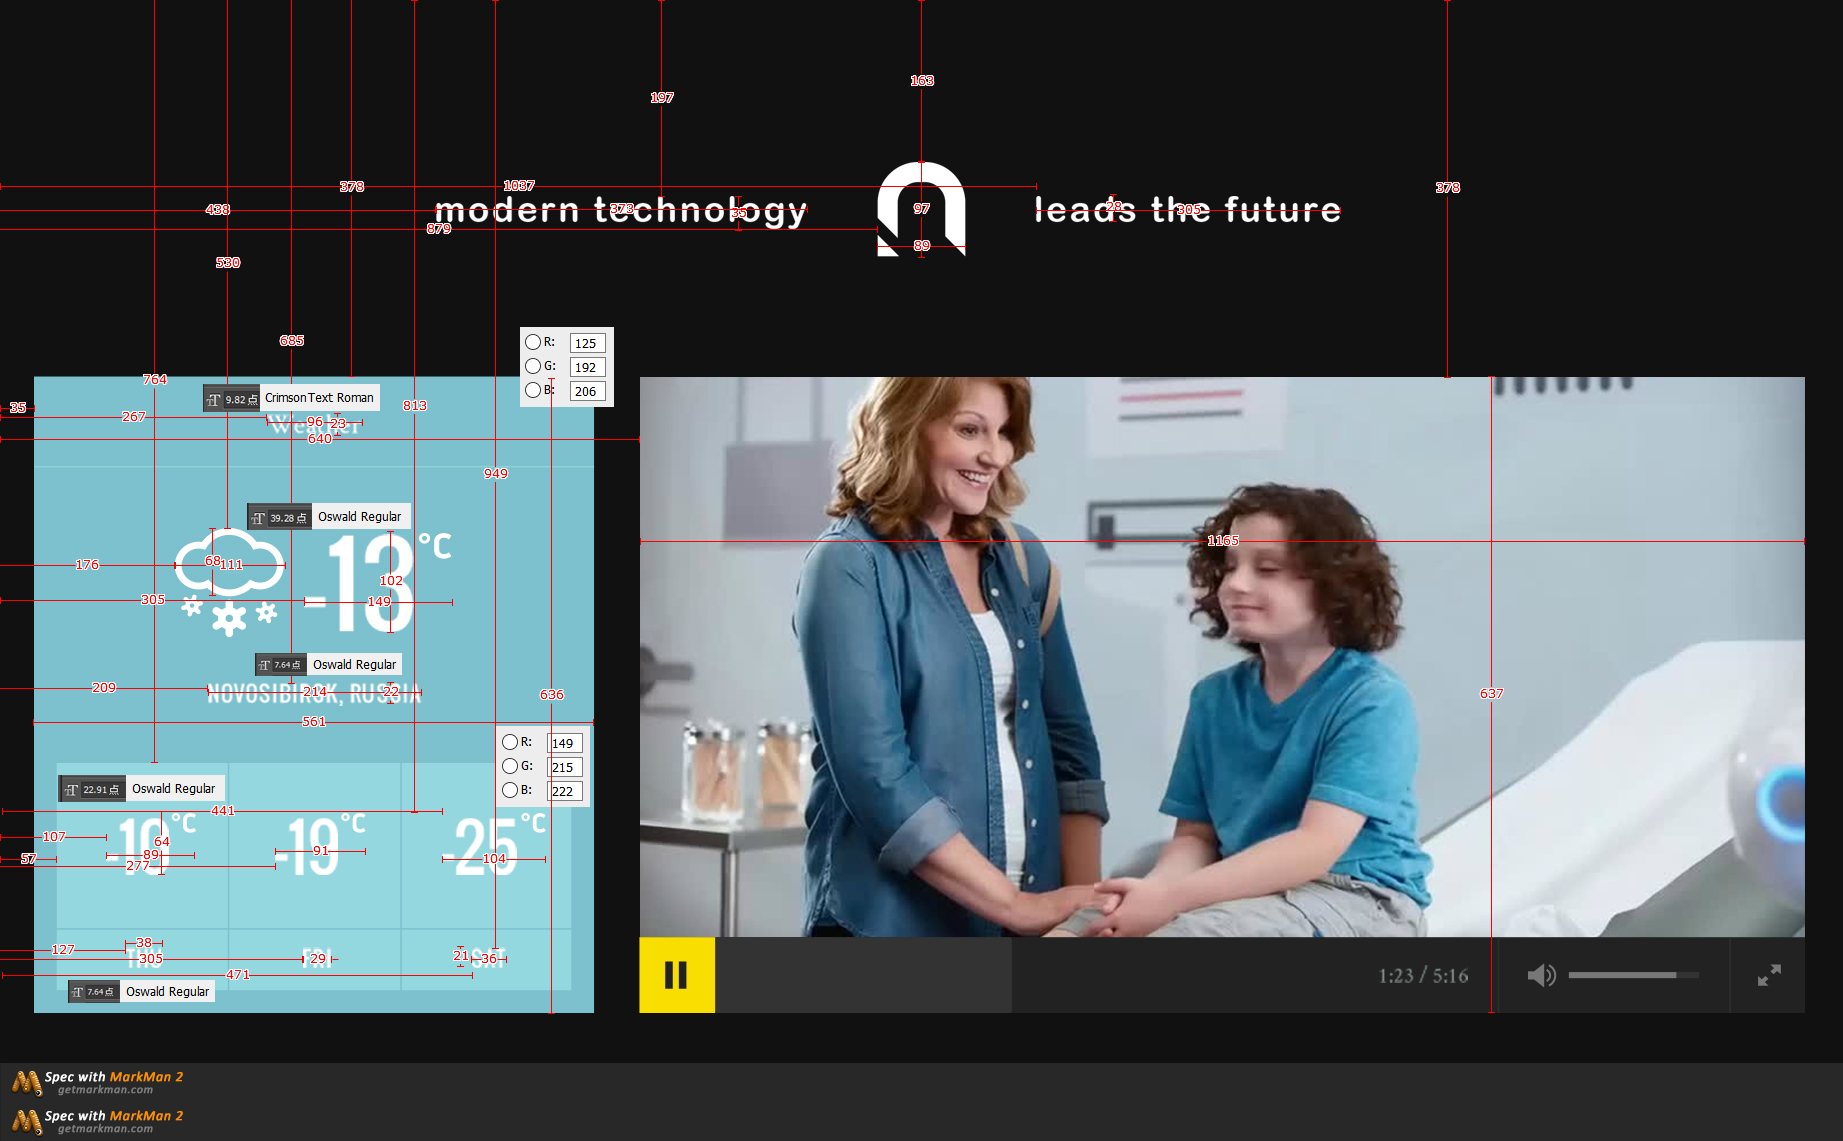 163
197
378
1037
378
438
373
35
97
28
305
modern technology
leads the future
879
89
530
R: 125
685
G: 192
764
B: 206
9.82 点 CrimsonText Roman
35
813
267
96
23
Weather
640
949
39.28 点 Oswald Regular
-13 °C
1165
176
68
111
102
305
149
7.64 点 Oswald Regular
209
214
22
NOVOSIBIRSK, RUSSIA
636
637
561
R: 149
G: 215
B: 222
22.91 点 Oswald Regular
441
107
64
-19 °C
-25 °C
57
89
91
104
277
127
38
THU
FRI
SAT
305
29
21
36
471
1:23 / 5:16
7.64 点 Oswald Regular
Spec with MarkMan 2
getmarkman.com
Spec with MarkMan 2
getmarkman.com